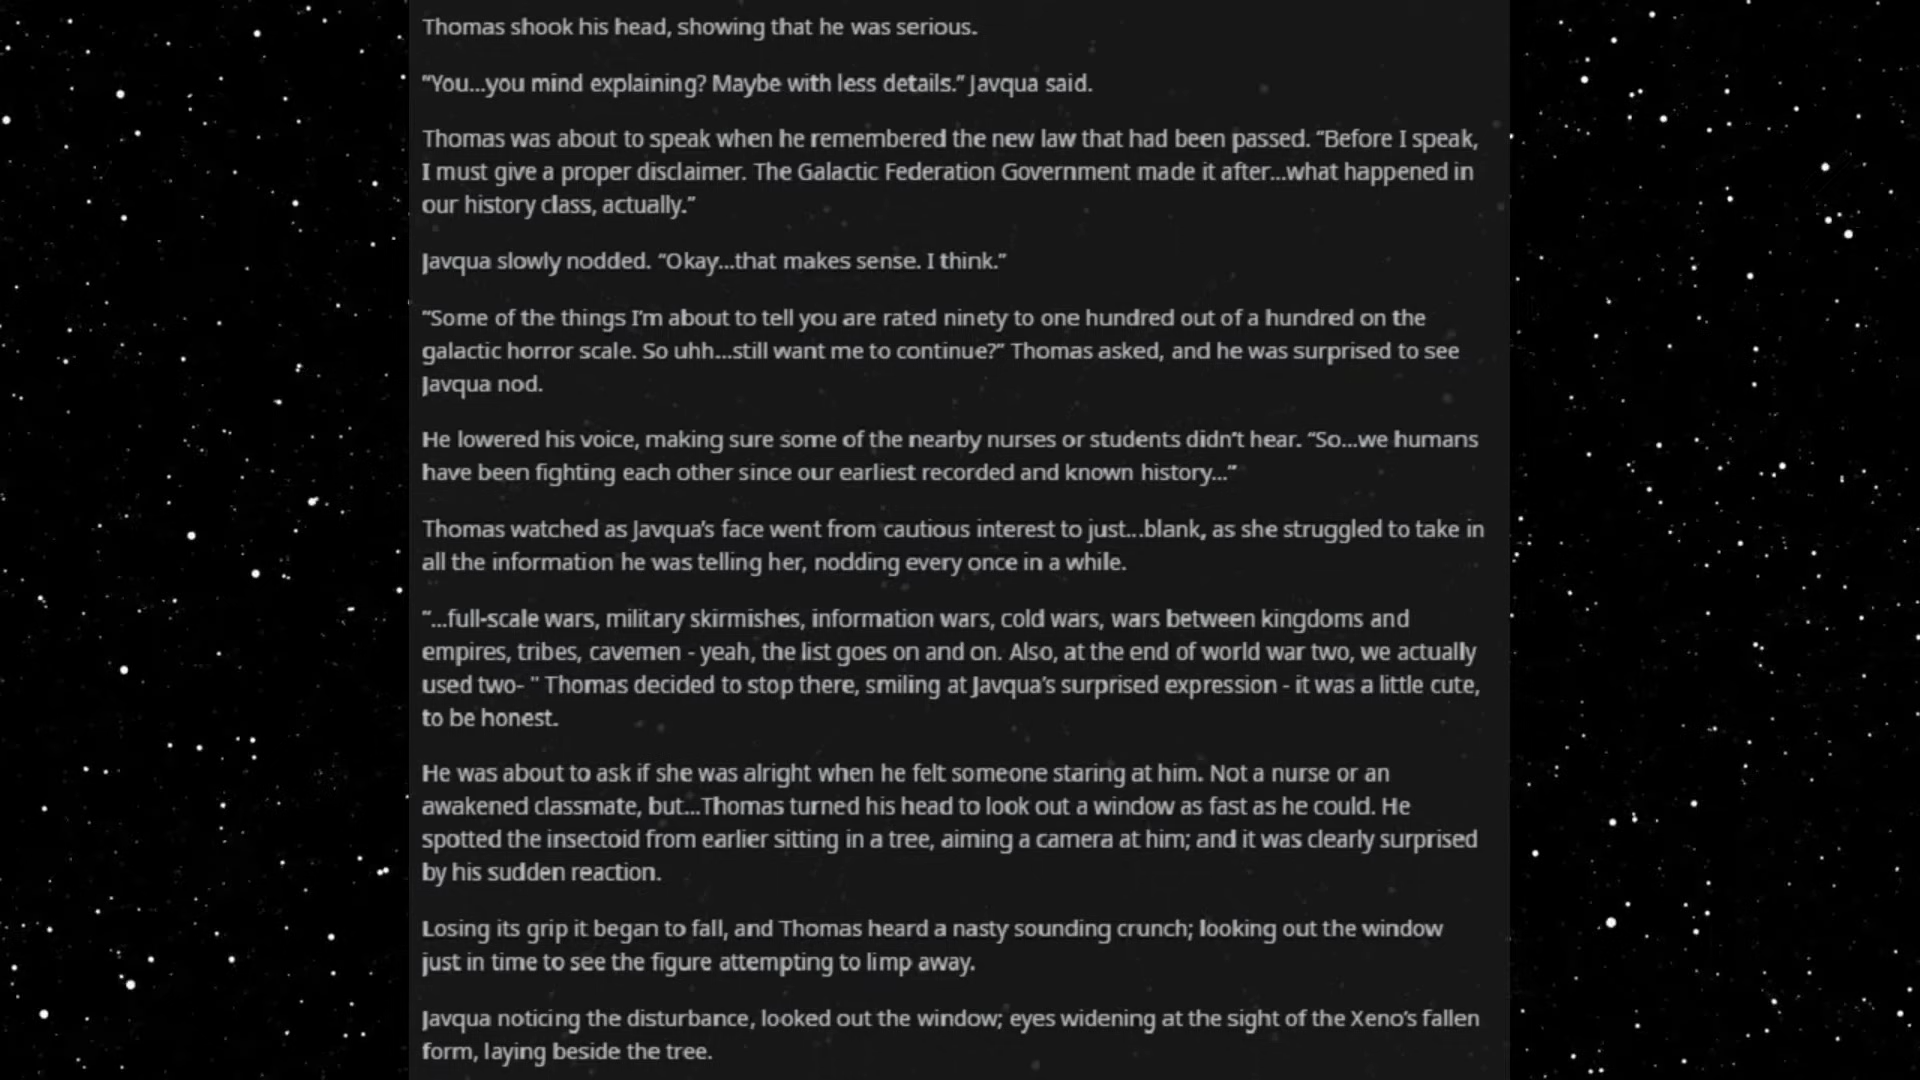 Thomas shook his head, showing that he was serious.
“You...you mind explaining? Maybe with less details.” Javqua said.
Thomas was about to speak when he remembered the new law that had been passed. “Before I speak,
I must give a proper disclaimer. The Galactic Federation Government made it after...what happened in
our history class, actually.”
Javqua slowly nodded. “Okay...that makes sense. I think.”
“Some of the things I’m about to tell you are rated ninety to one hundred out of a hundred on the
galactic horror scale. So uhh...still want me to continue?” Thomas asked, and he was surprised to see
Javqua nod.
He lowered his voice, making sure some of the nearby nurses or students didn’t hear. “So...we humans
have been fighting each other since our earliest recorded and known history...”
Thomas watched as Javqua’s face went from cautious interest to just...blank, as she struggled to take in
all the information he was telling her, nodding every once in a while.
“...full-scale wars, military skirmishes, information wars, cold wars, wars between kingdoms and
empires, tribes, cavemen - yeah, the list goes on and on. Also, at the end of world war two, we actually
used two- " Thomas decided to stop there, smiling at Javqua’s surprised expression - it was a little cute,
to be honest.
He was about to ask if she was alright when he felt someone staring at him. Not a nurse or an
awakened classmate, but...Thomas turned his head to look out a window as fast as he could. He
spotted the insectoid from earlier sitting in a tree, aiming a camera at him; and it was clearly surprised
by his sudden reaction.
Losing its grip it began to fall, and Thomas heard a nasty sounding crunch; looking out the window
just in time to see the figure attempting to limp away.
Javqua noticing the disturbance, looked out the window; eyes widening at the sight of the Xeno’s fallen
form, laying beside the tree.